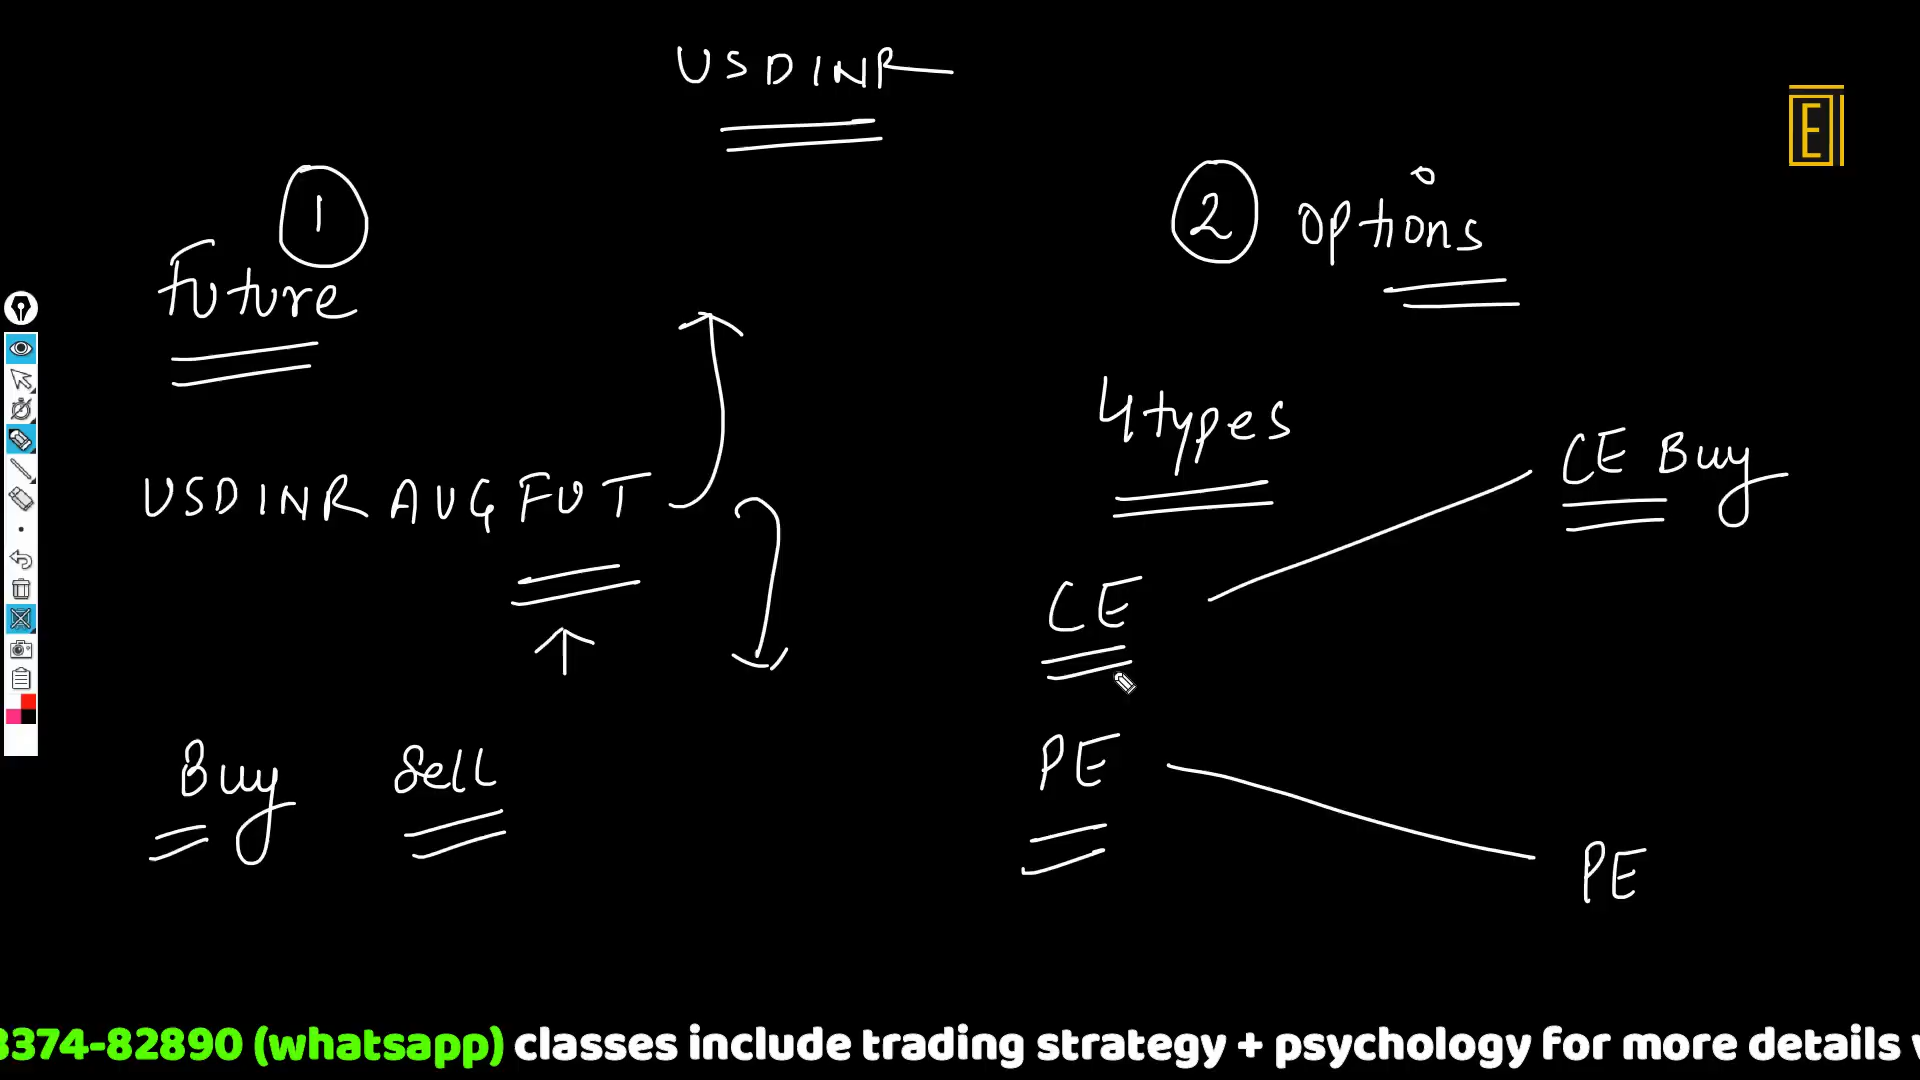 USDINR
1
Future
USDINR AUG FUT
Buy Sell
2 Options
4 types
CE
CE Buy
PE
PE
E
3374-82890 (whatsapp) classes include trading strategy + psychology for more details